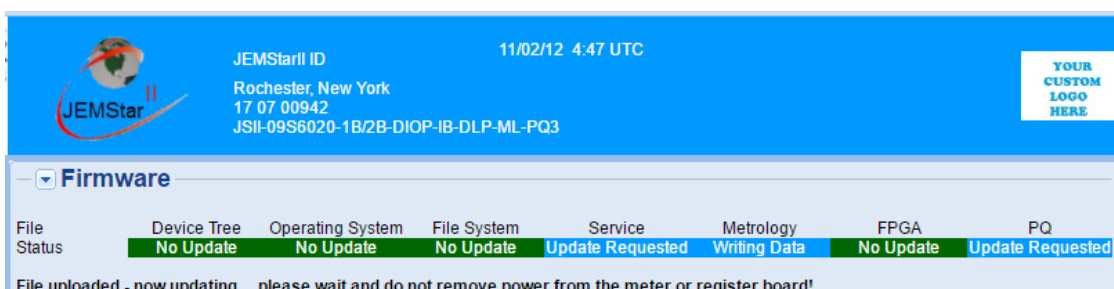 JEMStar II
JEMStarII ID
11/02/12 4:47 UTC
Rochester, New York
17 07 00942
JSII-09S6020-1B/2B-DIOP-IB-DLP-ML-PQ3
YOUR
CUSTOM
LOGO
HERE
Firmware
File Device Tree Operating System File System Service Metrology FPGA PQ
Status No Update No Update No Update Update Requested Writing Data No Update Update Requested
File uploaded - now updating... please wait and do not remove power from the meter or register board!